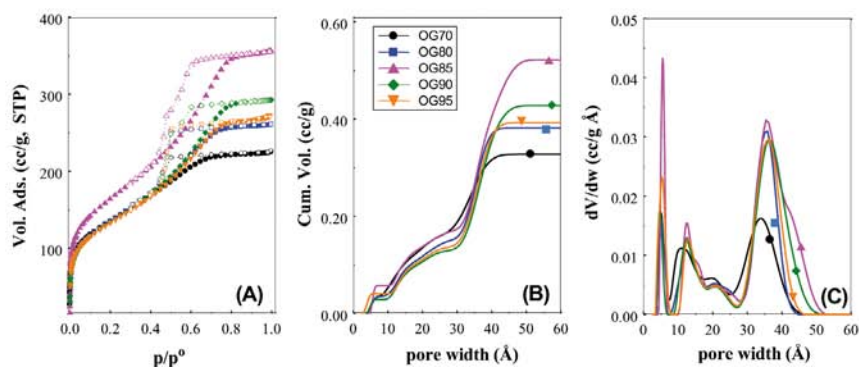 400
300
200
100
Vol. Ads. (cc/g, STP)
0.0 0.2 0.4 0.6 0.8 1.0
p/p°
(A)
0.60
0.40
0.20
0.00
Cum. Vol. (cc/g)
OG70
OG80
OG85
OG90
OG95
0 10 20 30 40 50 60
pore width (Å)
(B)
0.05
0.04
0.03
0.02
0.01
0.00
dV/dw (cc/g Å)
0 10 20 30 40 50 60
pore width (Å)
(C)